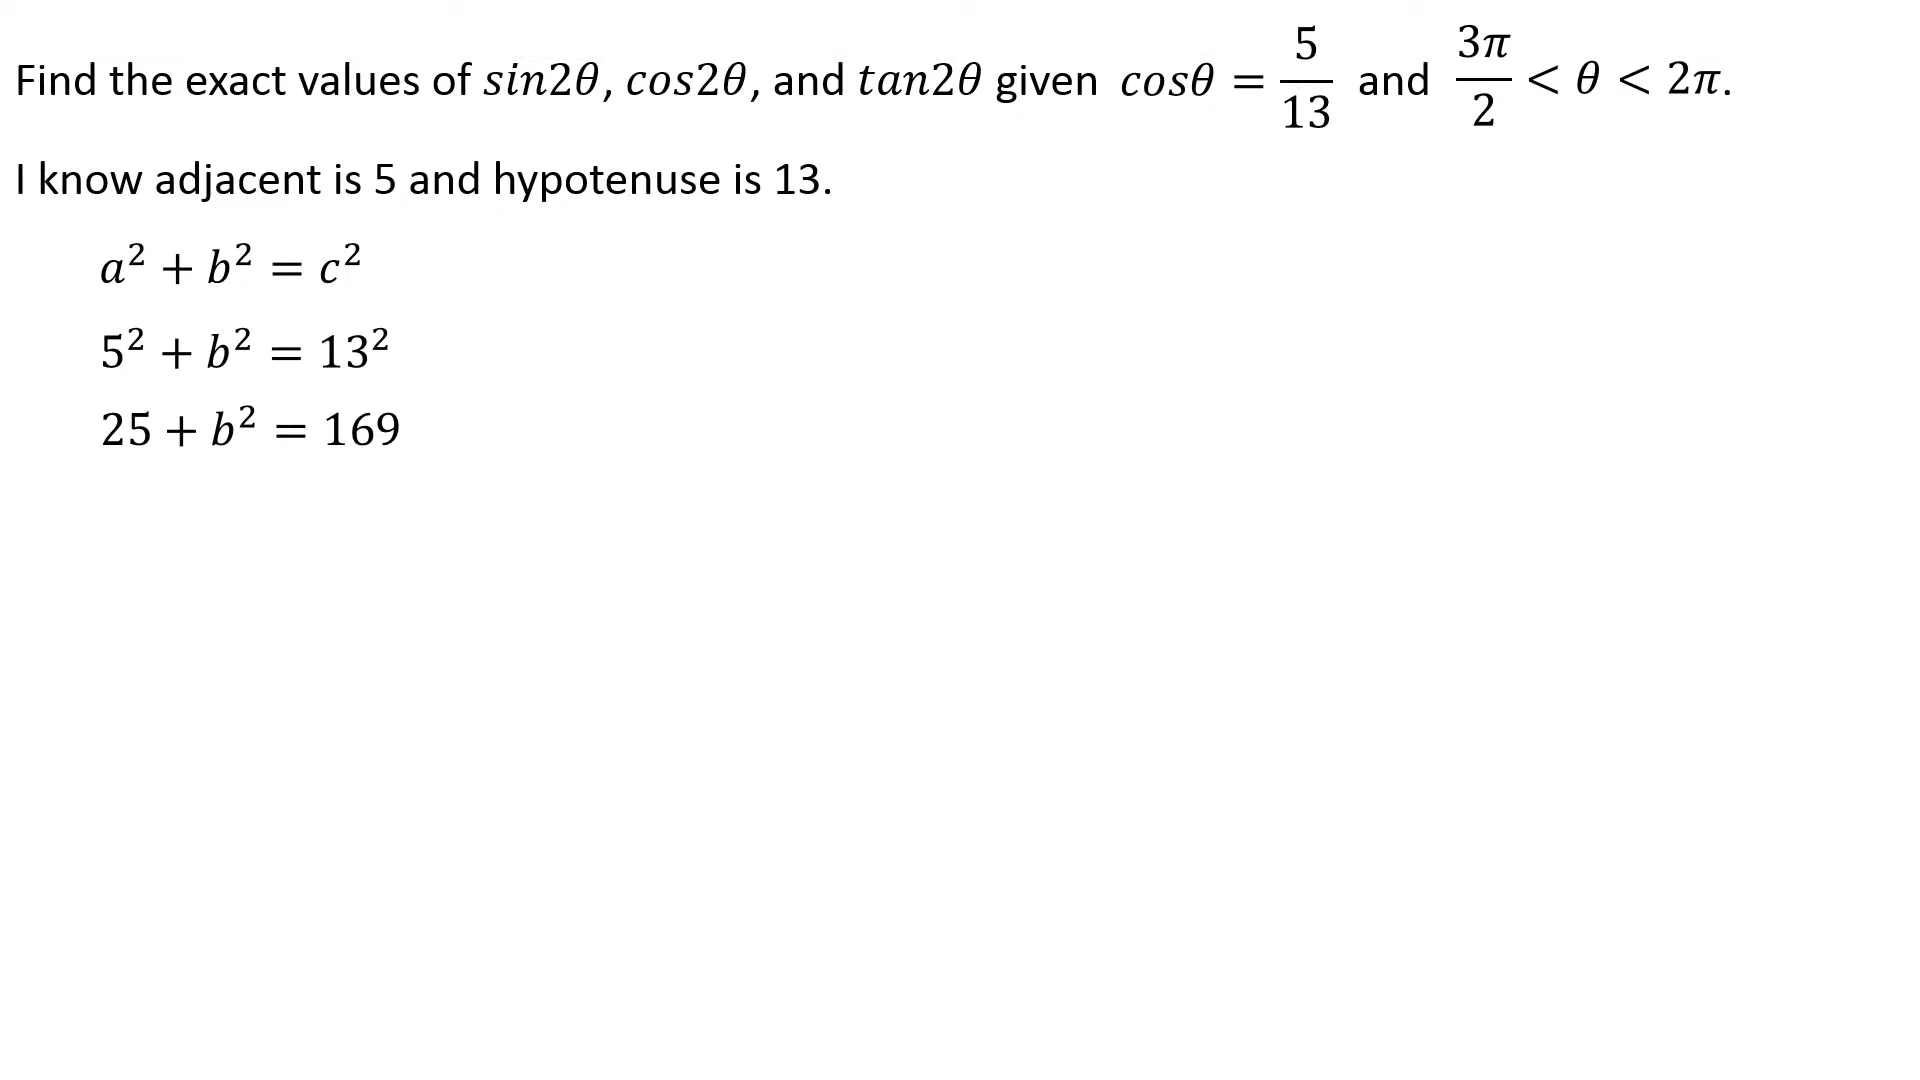 Find the exact values of sin2θ, cos2θ, and tan2θ given cosθ = 5/13 and 3π/2 < θ < 2π.
I know adjacent is 5 and hypotenuse is 13.
a² + b² = c²
5² + b² = 13²
25 + b² = 169